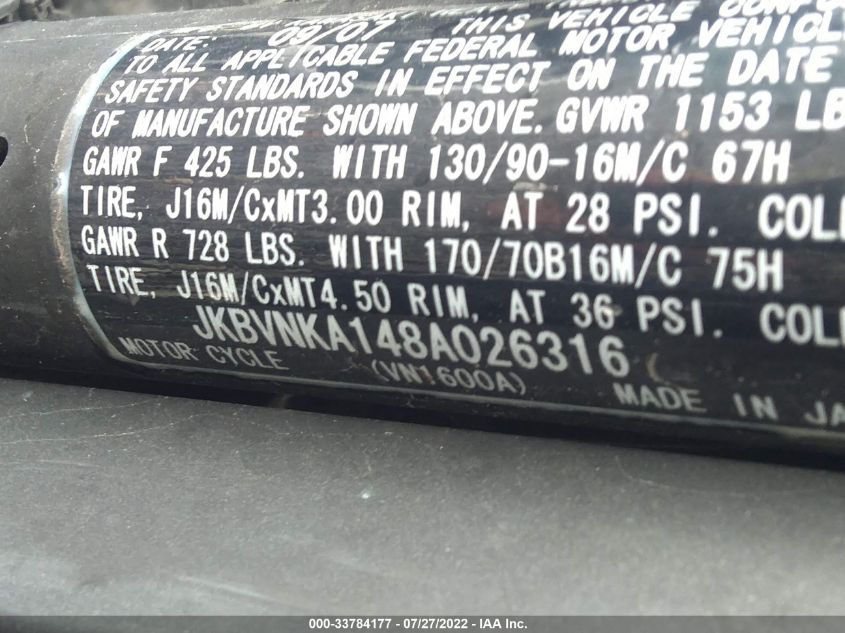 DATE: 09/07 THIS VEHICLE
TO ALL APPLICABLE FEDERAL MOTOR VEHICLE
SAFETY STANDARDS IN EFFECT ON THE DATE
OF MANUFACTURE SHOWN ABOVE. GVWR 1153 LB
GAWR F 425 LBS. WITH 130/90-16M/C 67H
TIRE, J16M/CxMT3.00 RIM, AT 28 PSI. COL
GAWR R 728 LBS. WITH 170/70B16M/C 75H
TIRE, J16M/CxMT4.50 RIM, AT 36 PSI. COL
JKBVNKA148A026316
MOTOR CYCLE (VN1600A) MADE IN JA
000-33784177 - 07/27/2022 - IAA Inc.